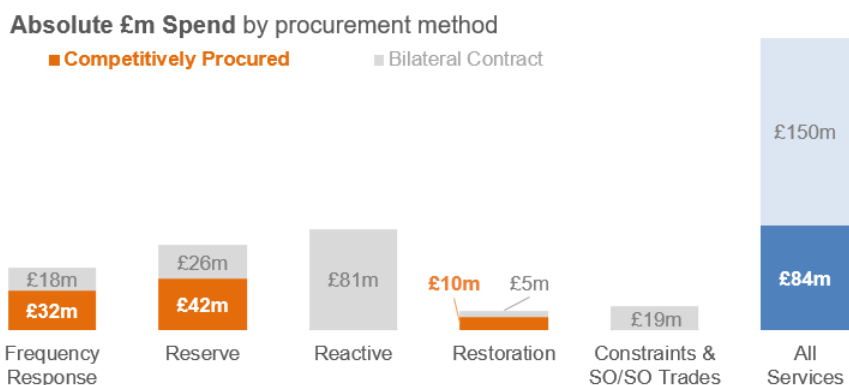 Absolute £m Spend by procurement method
Competitively Procured
Bilateral Contract
£150m
£18m
£26m
£81m
£10m
£5m
£84m
£32m
£42m
£19m
Frequency
Response
Reserve
Reactive
Restoration
Constraints &
SO/SO Trades
All
Services